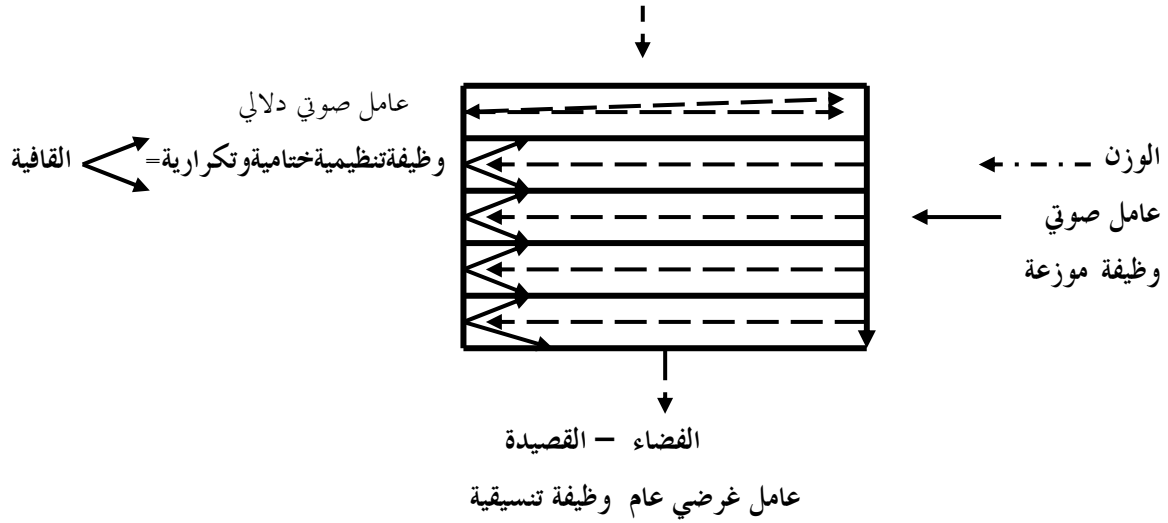 الوزن
عامل صوتي
وظيفة موزعة
عامل صوتي دلالي
وظيفةتنظيميةختاميةوتكرارية=
القافية
الفضاء – القصيدة
عامل غرضي عام وظيفة تنسيقية